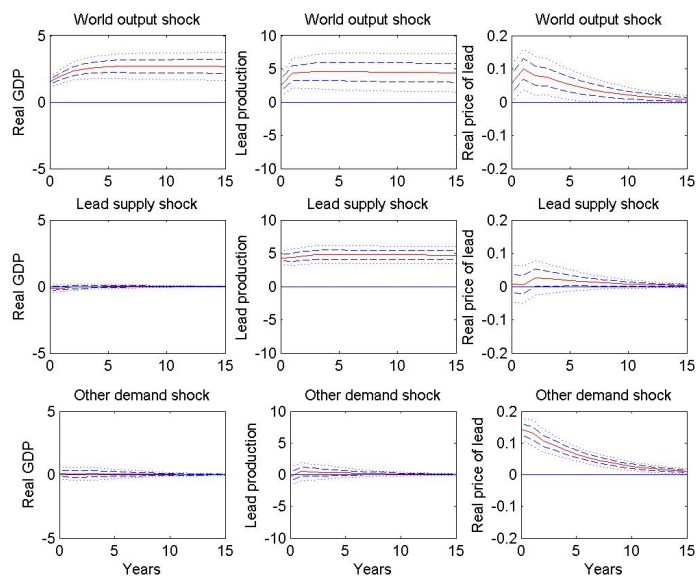 World output shock
World output shock
World output shock
Real GDP
5
0
-5
0 5 10 15
Lead production
10
5
0
-5
-10
0 5 10 15
Real price of lead
0.2
0.1
0
-0.1
-0.2
0 5 10 15
Lead supply shock
Lead supply shock
Lead supply shock
Real GDP
5
0
-5
0 5 10 15
Lead production
10
5
0
-5
-10
0 5 10 15
Real price of lead
0.2
0.1
0
-0.1
-0.2
0 5 10 15
Other demand shock
Other demand shock
Other demand shock
Real GDP
5
0
-5
0 5 10 15
Years
Lead production
10
5
0
-5
-10
0 5 10 15
Years
Real price of lead
0.2
0.1
0
-0.1
-0.2
0 5 10 15
Years